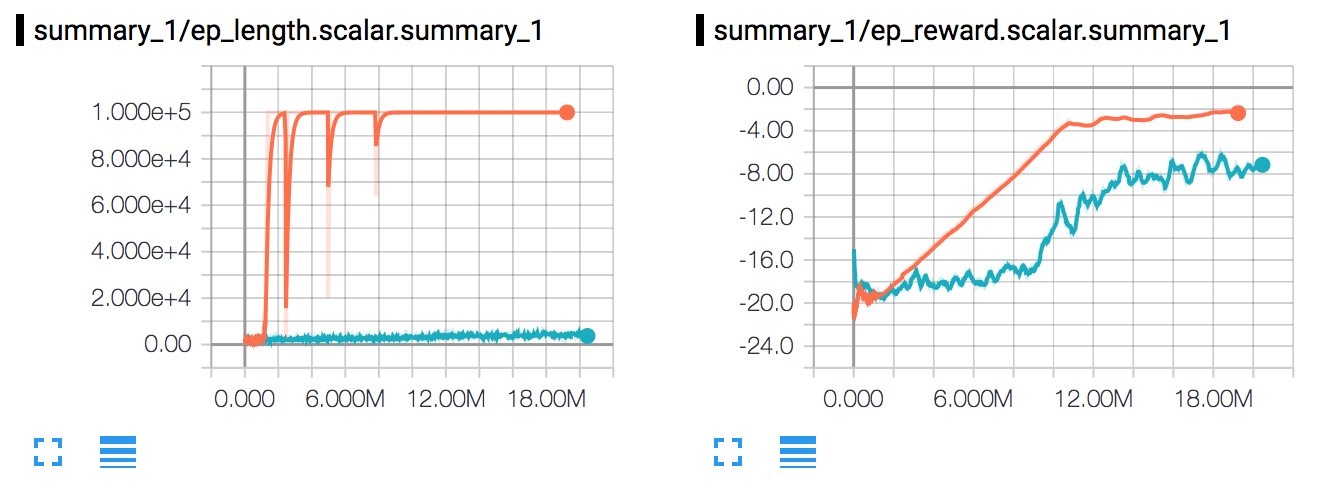 summary_1/ep_length.scalar.summary_1
1.000e+5
8.000e+4
6.000e+4
4.000e+4
2.000e+4
0.00
0.000 6.000M 12.00M 18.00M
summary_1/ep_reward.scalar.summary_1
0.00
-4.00
-8.00
-12.0
-16.0
-20.0
-24.0
0.000 6.000M 12.00M 18.00M